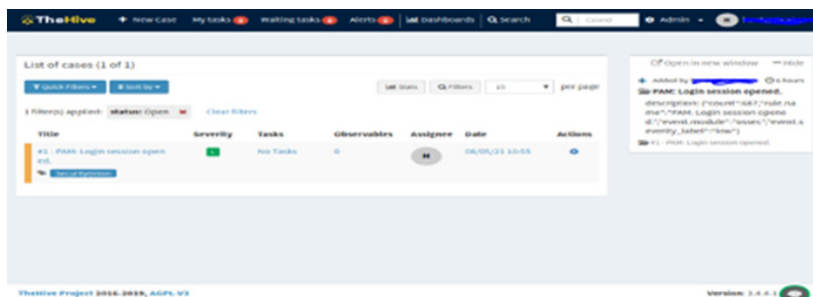 TheHive + New Case My tasks 0 Waiting tasks 0 Alerts 0 Dashboards Search Caseid Admin
List of cases (1 of 1)
Quick Filters Sort by Stats Filters 15 per page
1 filter(s) applied: status: Open Clear filters
Title Severity Tasks Observables Assignee Date Actions
#1 - PAM: Login session open
ed. L No Tasks 0 H 08/05/21 10:55
SecurityOnion
Open in new window Hide
Added by 6 hours
PAM: Login session opened.
description: {"count":687,"rule.na
me":"PAM: Login session opene
d.","event.module":"ossec","event.s
everity_label":"low"}
#1 - PAM: Login session opened.
TheHive Project 2016-2019, AGPL-V3 Version: 3.4.4-1